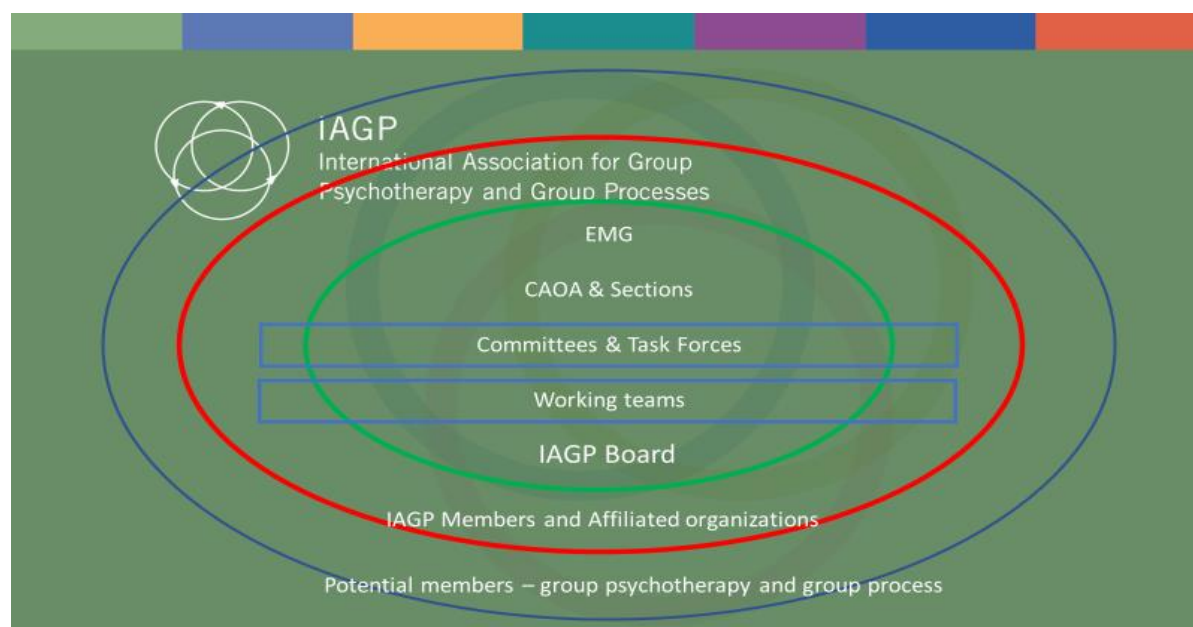 IAGP
International Association for Group
Psychotherapy and Group Processes
EMG
CAOA & Sections
Committees & Task Forces
Working teams
IAGP Board
IAGP Members and Affiliated organizations
Potential members – group psychotherapy and group process